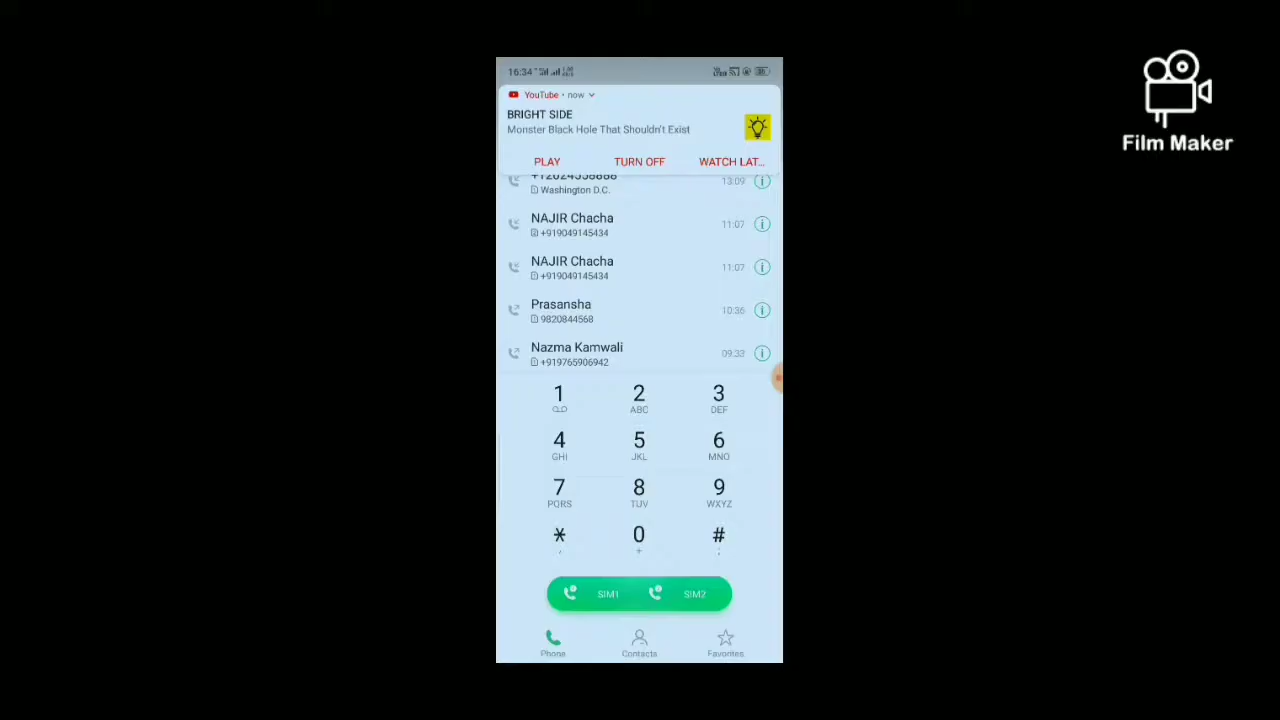 16:34
YouTube • now
BRIGHT SIDE
Monster Black Hole That Shouldn't Exist
PLAY TURN OFF WATCH LAT...
+12024558888 13:09
Washington D.C.
NAJIR Chacha 11:07
+919049145434
NAJIR Chacha 11:07
+919049145434
Prasansha 10:36
9820844568
Nazma Kamwali 09:33
+919765906942
1 2 3
ABC DEF
4 5 6
GHI JKL MNO
7 8 9
PQRS TUV WXYZ
* 0 #
, + ;
SIM1 SIM2
Phone Contacts Favorites
Film Maker